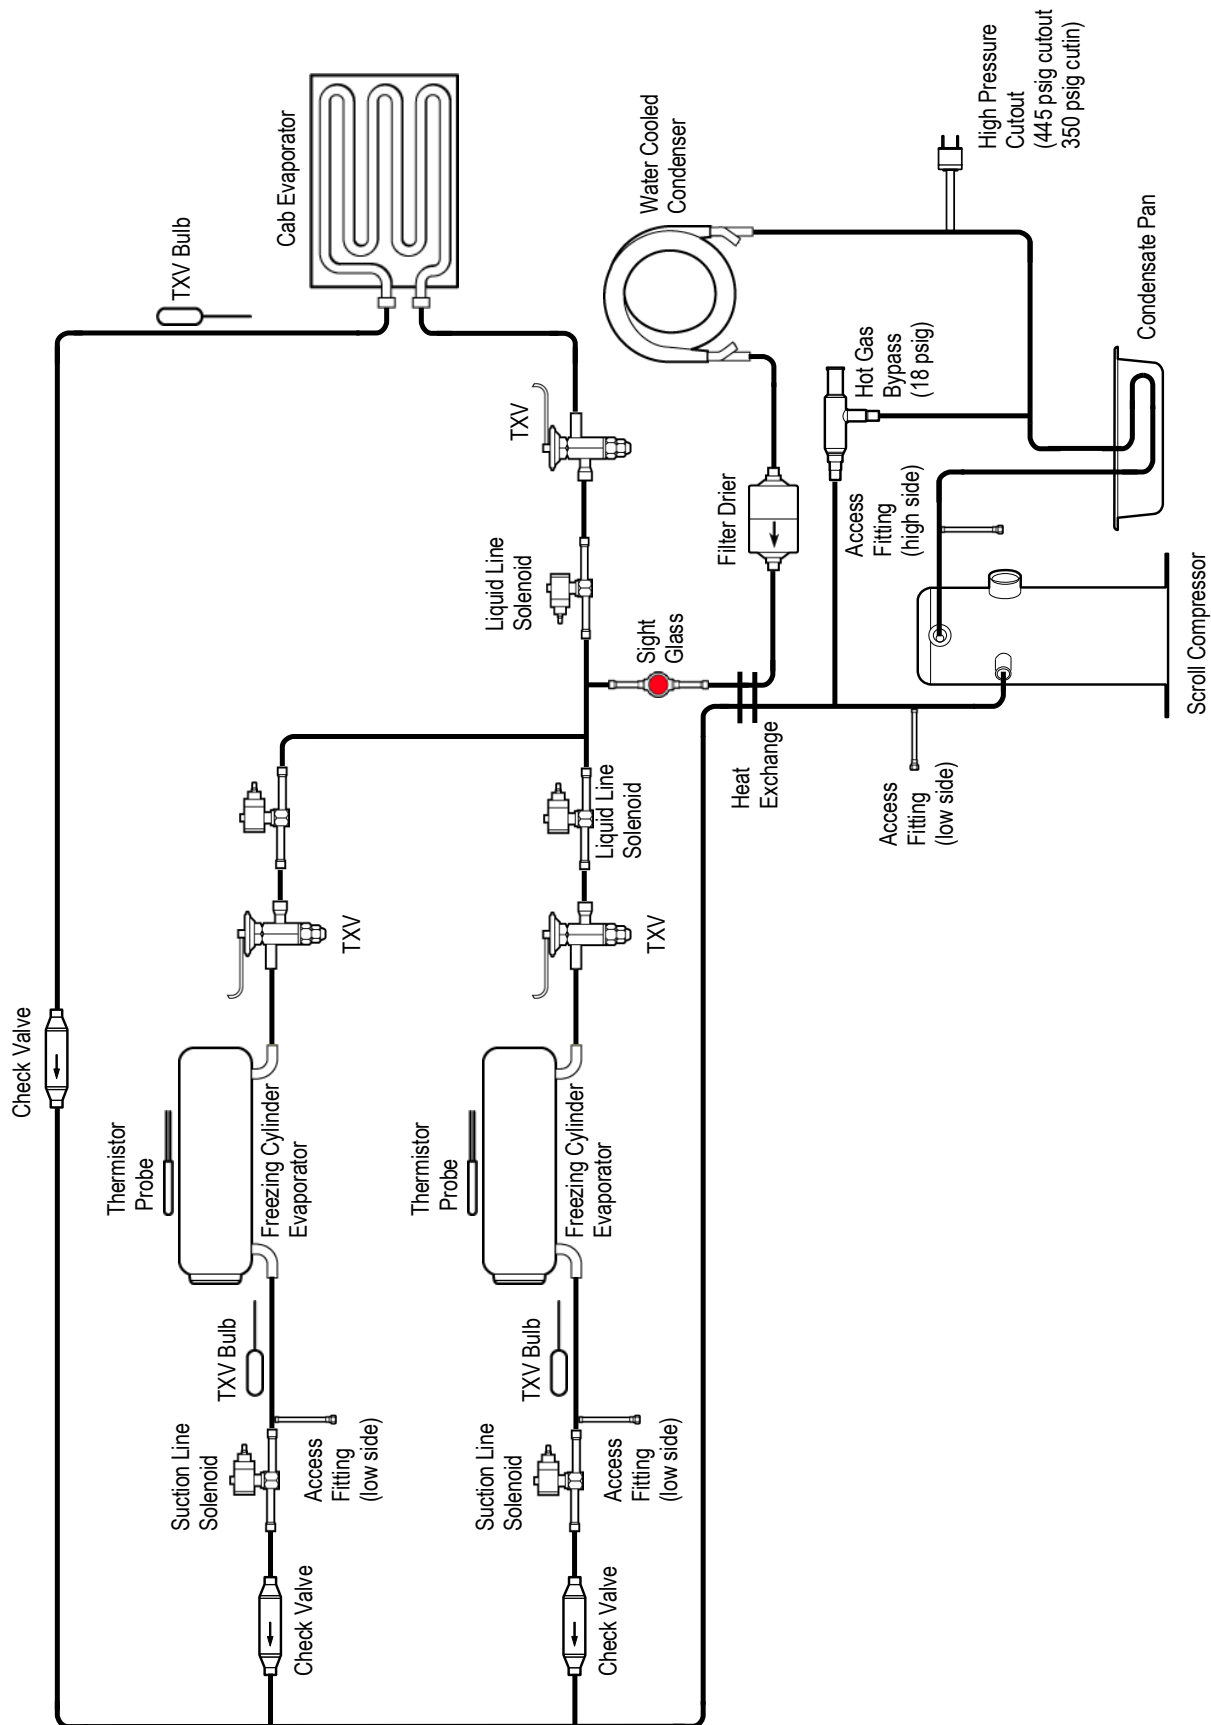 Check Valve
Thermistor
Probe
Suction Line
Solenoid
TXV Bulb
TXV Bulb
Freezing Cylinder
Evaporator
Cab Evaporator
Check Valve
Access
Fitting
(low side)
TXV
Thermistor
Probe
Suction Line
Solenoid
TXV Bulb
Liquid Line
Solenoid
TXV
Freezing Cylinder
Evaporator
Check Valve
Access
Fitting
(low side)
TXV
Liquid Line
Solenoid
Sight
Glass
Water Cooled
Condenser
Filter Drier
Heat
Exchange
Access
Fitting
(high side)
Hot Gas
Bypass
(18 psig)
Access
Fitting
(low side)
High Pressure
Cutout
(445 psig cutout
350 psig cutin)
Condensate Pan
Scroll Compressor